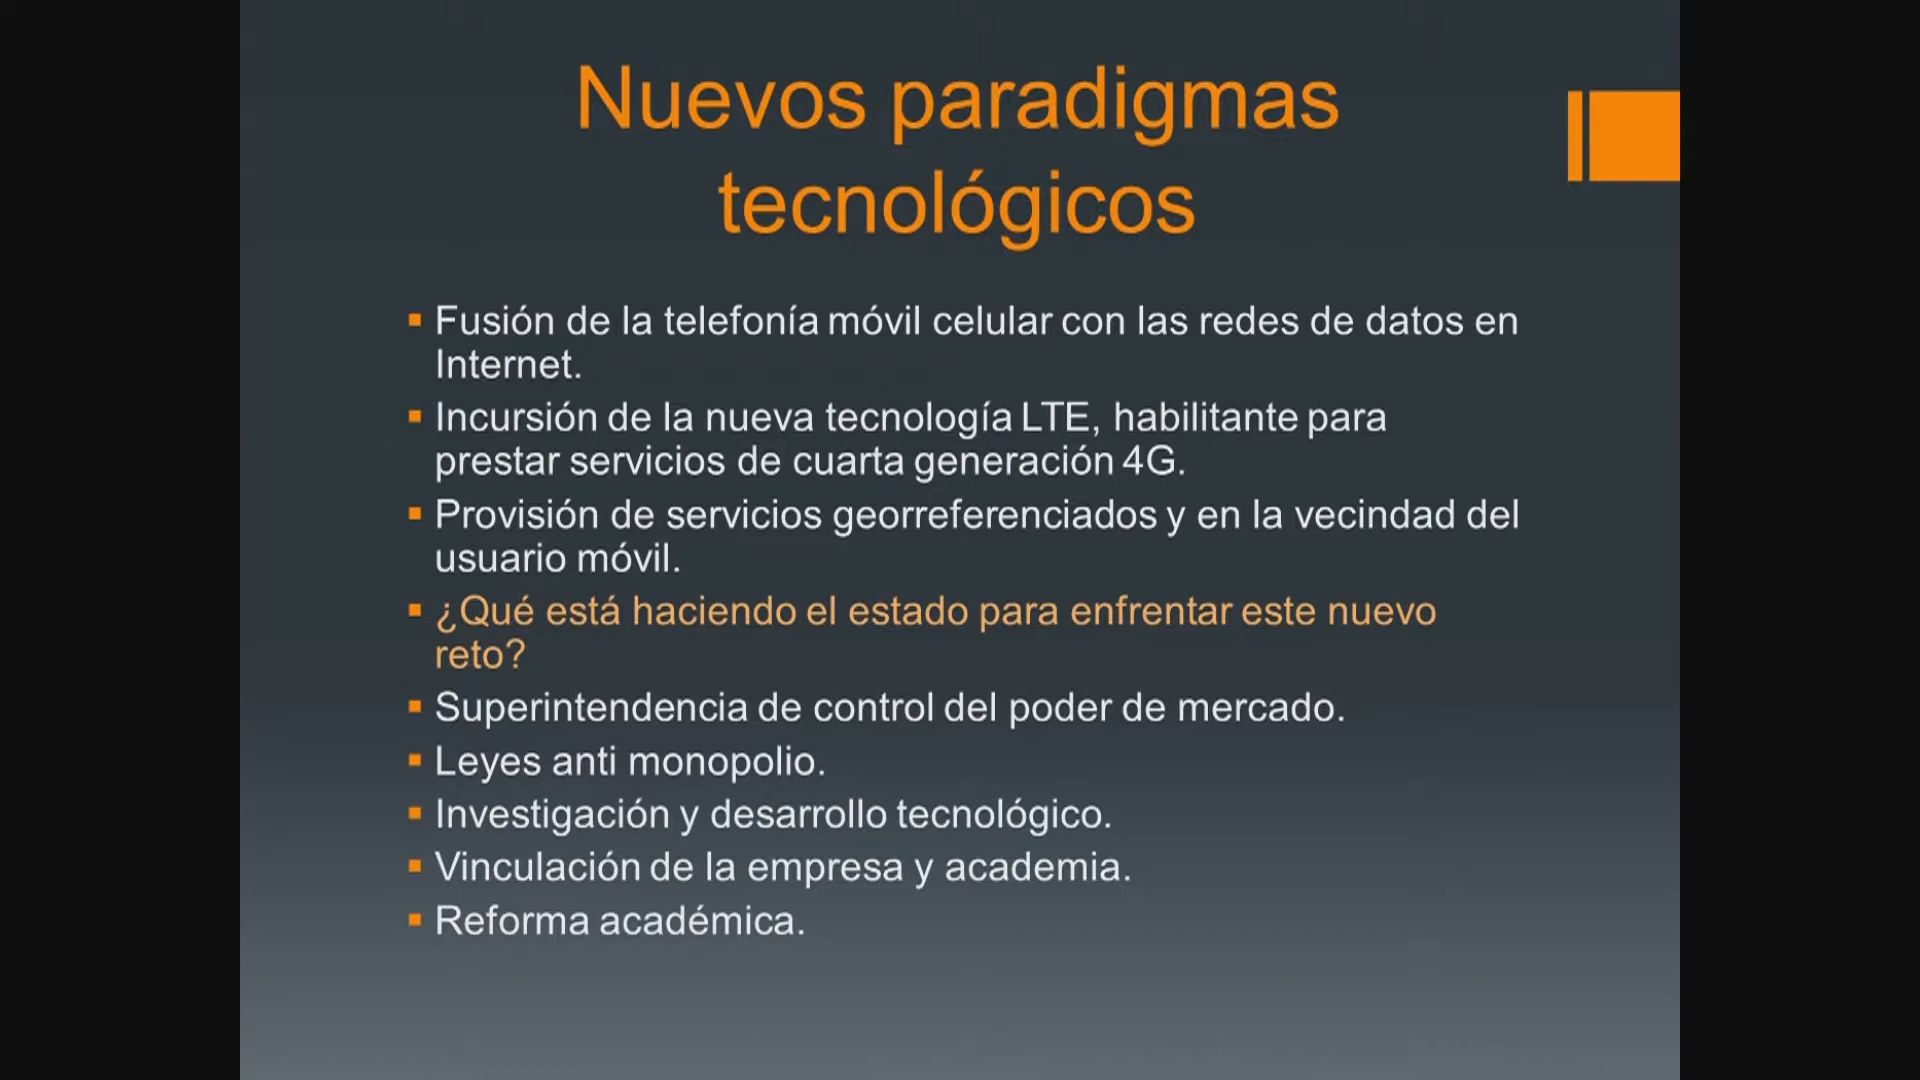 Nuevos paradigmas
tecnológicos
Fusión de la telefonía móvil celular con las redes de datos en
Internet.
Incursión de la nueva tecnología LTE, habilitante para
prestar servicios de cuarta generación 4G.
Provisión de servicios georreferenciados y en la vecindad del
usuario móvil.
¿Qué está haciendo el estado para enfrentar este nuevo
reto?
Superintendencia de control del poder de mercado.
Leyes anti monopolio.
Investigación y desarrollo tecnológico.
Vinculación de la empresa y academia.
Reforma académica.